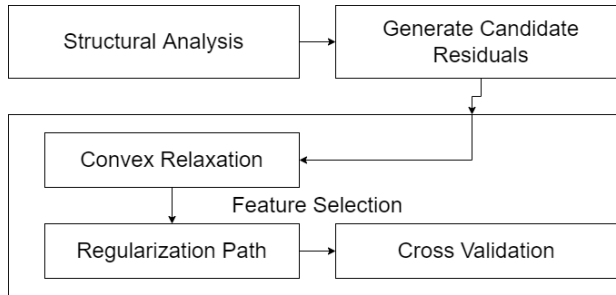 Structural Analysis
Generate Candidate
Residuals
Convex Relaxation
Feature Selection
Regularization Path
Cross Validation